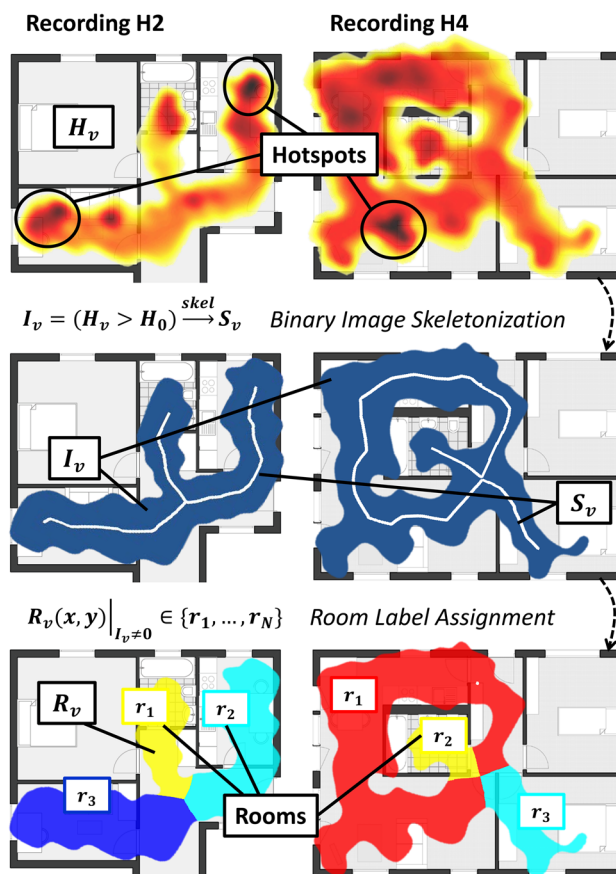 Recording H2
Recording H4
H_v
Hotspots
I_v = (H_v > H_0) \xrightarrow{skel} S_v
Binary Image Skeletonization
I_v
S_v
R_v(x, y)|_{I_v≠0} ∈ {r_1, …, r_N}
Room Label Assignment
R_v
r_1
r_2
r_3
Rooms
r_1
r_2
r_3